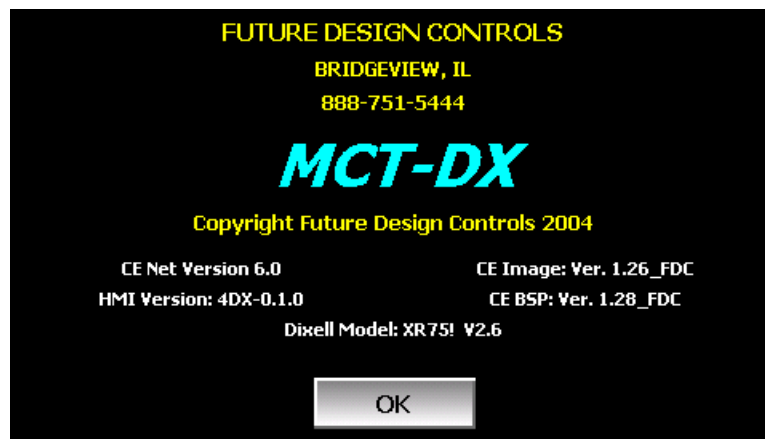 FUTURE DESIGN CONTROLS
BRIDGEVIEW, IL
888-751-5444
MCT-DX
Copyright Future Design Controls 2004
CE Net Version 6.0
CE Image: Ver. 1.26_FDC
HMI Version: 4DX-0.1.0
CE BSP: Ver. 1.28_FDC
Dixell Model: XR75!  V2.6
OK